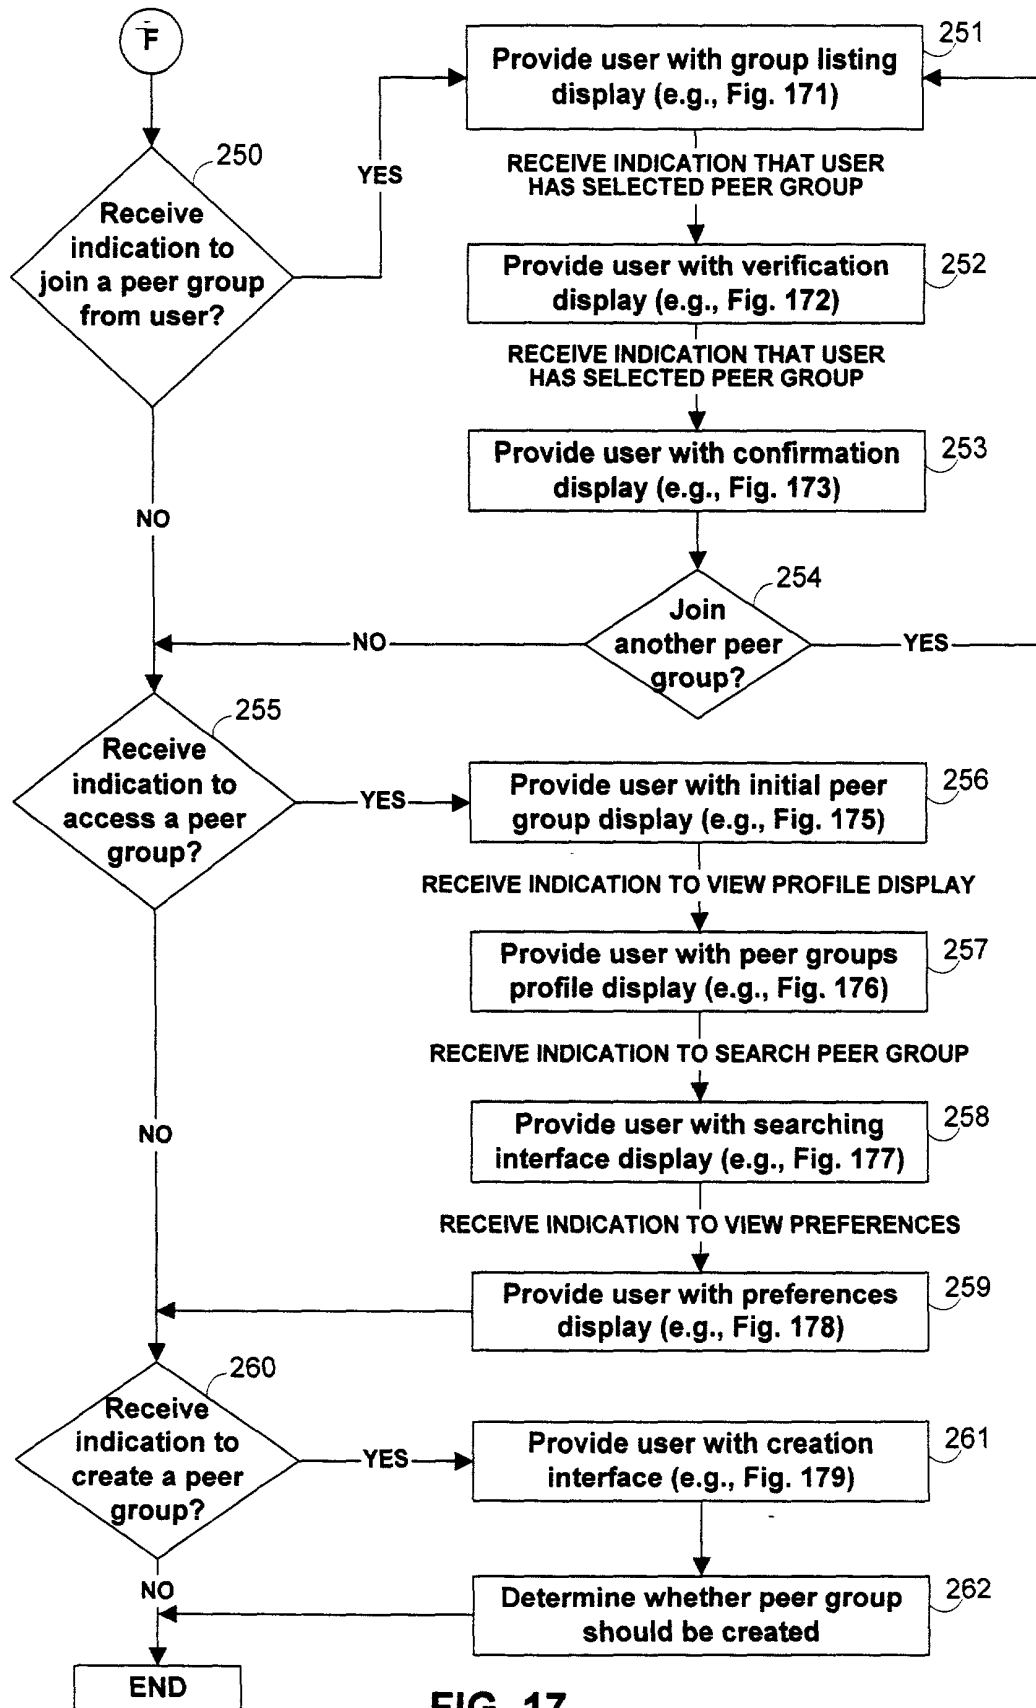 F
251
Provide user with group listing
display (e.g., Fig. 171)
250
YES
RECEIVE INDICATION THAT USER
HAS SELECTED PEER GROUP
Receive
indication to
join a peer group
from user?
252
Provide user with verification
display (e.g., Fig. 172)
RECEIVE INDICATION THAT USER
HAS SELECTED PEER GROUP
253
Provide user with confirmation
display (e.g., Fig. 173)
NO
254
Join
another peer
group?
NO
YES
255
Receive
indication to
access a peer
group?
YES
256
Provide user with initial peer
group display (e.g., Fig. 175)
RECEIVE INDICATION TO VIEW PROFILE DISPLAY
257
Provide user with peer groups
profile display (e.g., Fig. 176)
RECEIVE INDICATION TO SEARCH PEER GROUP
258
Provide user with searching
interface display (e.g., Fig. 177)
NO
RECEIVE INDICATION TO VIEW PREFERENCES
259
Provide user with preferences
display (e.g., Fig. 178)
260
Receive
indication to
create a peer
group?
YES
261
Provide user with creation
interface (e.g., Fig. 179)
NO
262
Determine whether peer group
should be created
END
FIG. 17